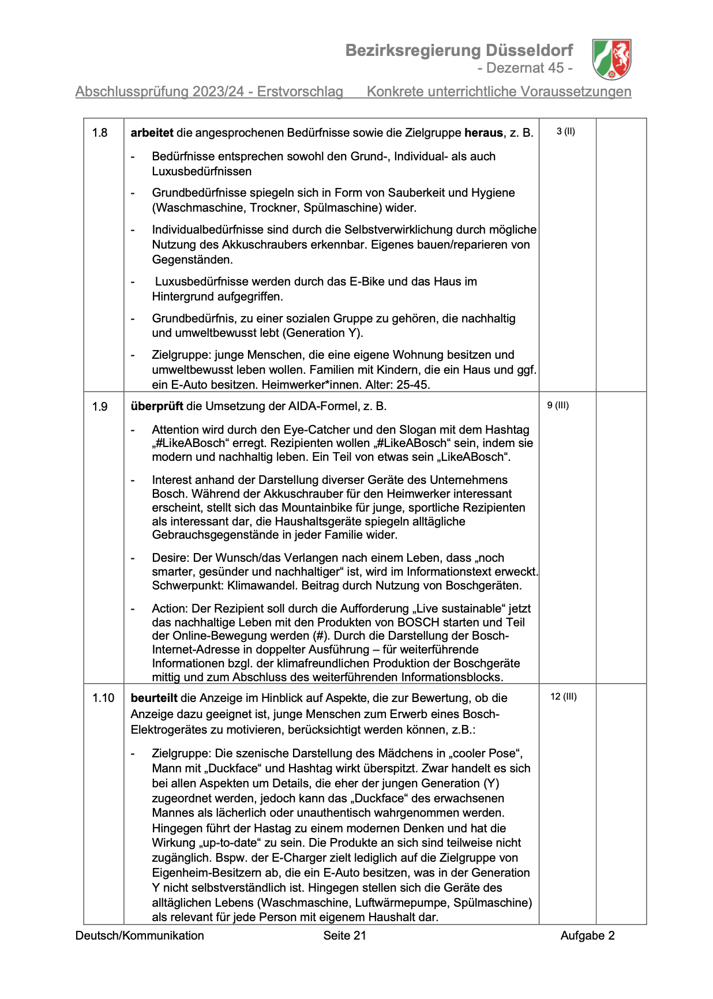 Bezirksregierung Düsseldorf
- Dezernat 45 -
Abschlussprüfung 2023/24 - Erstvorschlag Konkrete unterrichtliche Voraussetzungen
1.8 arbeitet die angesprochenen Bedürfnisse sowie die Zielgruppe heraus, z. B. 3 (II)
- Bedürfnisse entsprechen sowohl den Grund-, Individual- als auch
Luxusbedürfnissen
- Grundbedürfnisse spiegeln sich in Form von Sauberkeit und Hygiene
(Waschmaschine, Trockner, Spülmaschine) wider.
- Individualbedürfnisse sind durch die Selbstverwirklichung durch mögliche
Nutzung des Akkuschraubers erkennbar. Eigenes bauen/reparieren von
Gegenständen.
- Luxusbedürfnisse werden durch das E-Bike und das Haus im
Hintergrund aufgegriffen.
- Grundbedürfnis, zu einer sozialen Gruppe zu gehören, die nachhaltig
und umweltbewusst lebt (Generation Y).
- Zielgruppe: junge Menschen, die eine eigene Wohnung besitzen und
umweltbewusst leben wollen. Familien mit Kindern, die ein Haus und ggf.
ein E-Auto besitzen. Heimwerker*innen. Alter: 25-45.
1.9 überprüft die Umsetzung der AIDA-Formel, z. B. 9 (III)
- Attention wird durch den Eye-Catcher und den Slogan mit dem Hashtag
„#LikeABosch“ erregt. Rezipienten wollen „#LikeABosch“ sein, indem sie
modern und nachhaltig leben. Ein Teil von etwas sein „LikeABosch“.
- Interest anhand der Darstellung diverser Geräte des Unternehmens
Bosch. Während der Akkuschrauber für den Heimwerker interessant
erscheint, stellt sich das Mountainbike für junge, sportliche Rezipienten
als interessant dar, die Haushaltsgeräte spiegeln alltägliche
Gebrauchsgegenstände in jeder Familie wider.
- Desire: Der Wunsch/das Verlangen nach einem Leben, dass „noch
smarter, gesünder und nachhaltiger“ ist, wird im Informationstext erweckt.
Schwerpunkt: Klimawandel. Beitrag durch Nutzung von Boschgeräten.
- Action: Der Rezipient soll durch die Aufforderung „Live sustainable“ jetzt
das nachhaltige Leben mit den Produkten von BOSCH starten und Teil
der Online-Bewegung werden (#). Durch die Darstellung der Bosch-
Internet-Adresse in doppelter Ausführung – für weiterführende
Informationen bzgl. der klimafreundlichen Produktion der Boschgeräte
mittig und zum Abschluss des weiterführenden Informationsblocks.
1.10 beurteilt die Anzeige im Hinblick auf Aspekte, die zur Bewertung, ob die 12 (III)
Anzeige dazu geeignet ist, junge Menschen zum Erwerb eines Bosch-
Elektrogerätes zu motivieren, berücksichtigt werden können, z.B.:
- Zielgruppe: Die szenische Darstellung des Mädchens in „cooler Pose“,
Mann mit „Duckface“ und Hashtag wirkt überspitzt. Zwar handelt es sich
bei allen Aspekten um Details, die eher der jungen Generation (Y)
zugeordnet werden, jedoch kann das „Duckface“ des erwachsenen
Mannes als lächerlich oder unauthentisch wahrgenommen werden.
Hingegen führt der Hastag zu einem modernen Denken und hat die
Wirkung „up-to-date“ zu sein. Die Produkte an sich sind teilweise nicht
zugänglich. Bspw. der E-Charger zielt lediglich auf die Zielgruppe von
Eigenheim-Besitzern ab, die ein E-Auto besitzen, was in der Generation
Y nicht selbstverständlich ist. Hingegen stellen sich die Geräte des
alltäglichen Lebens (Waschmaschine, Luftwärmepumpe, Spülmaschine)
als relevant für jede Person mit eigenem Haushalt dar.
Deutsch/Kommunikation Seite 21 Aufgabe 2